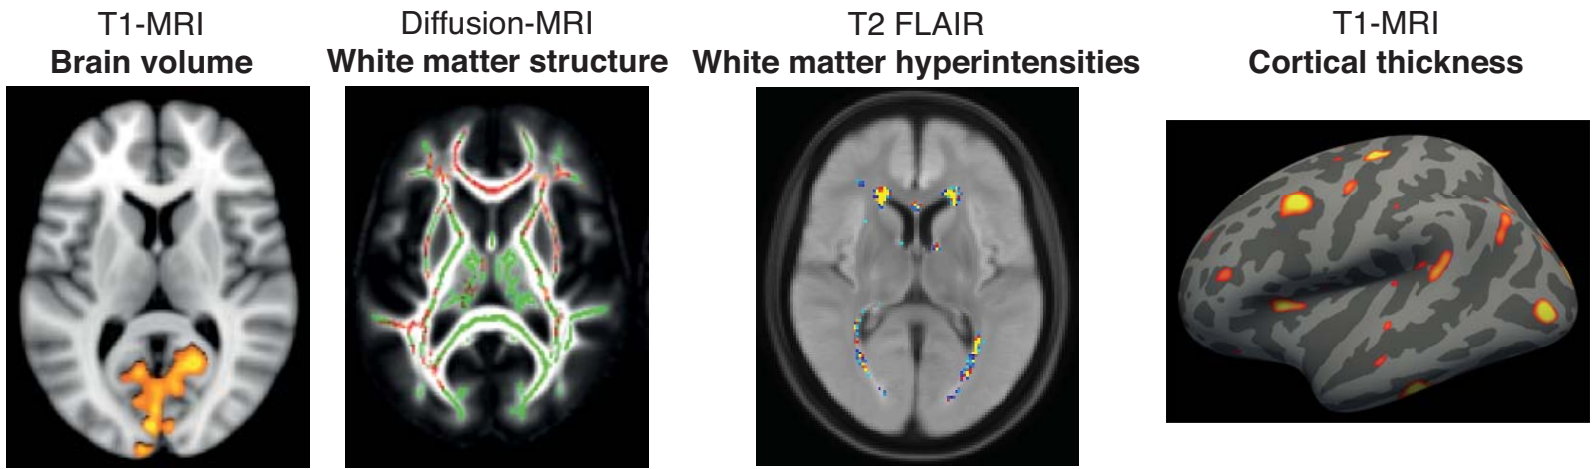 T1-MRI
Brain volume
Diffusion-MRI
White matter structure
T2 FLAIR
White matter hyperintensities
T1-MRI
Cortical thickness